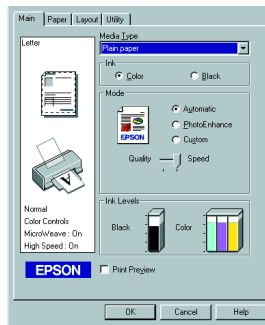 Main Paper Layout Utility
Letter
Media Type
Plain paper
Ink
Color Black
Mode
Automatic
PhotoEnhance
Custom
EPSON
Quality Speed
Normal
Color Controls
MicroWeave : On
High Speed : On
Ink Levels
Black Color
EPSON
Print Preview
OK Cancel Help